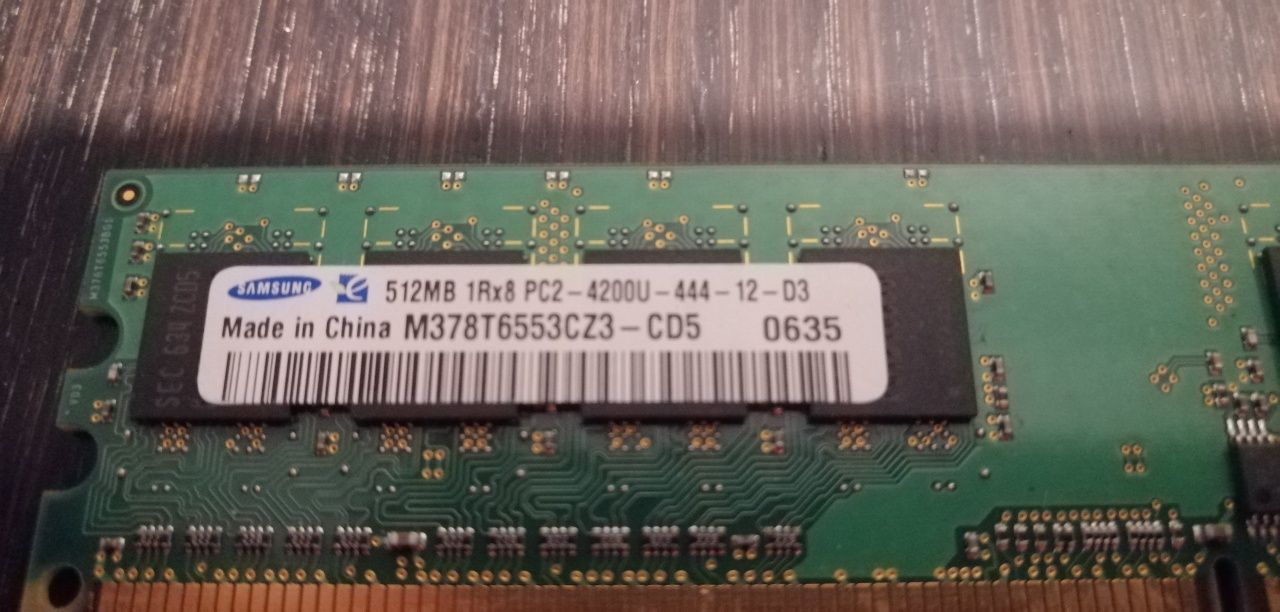 SAMSUNG 512MB 1Rx8 PC2-4200U-444-12-D3
Made in China M378T6553CZ3-CD5 0635
SEC 634 ZCD5